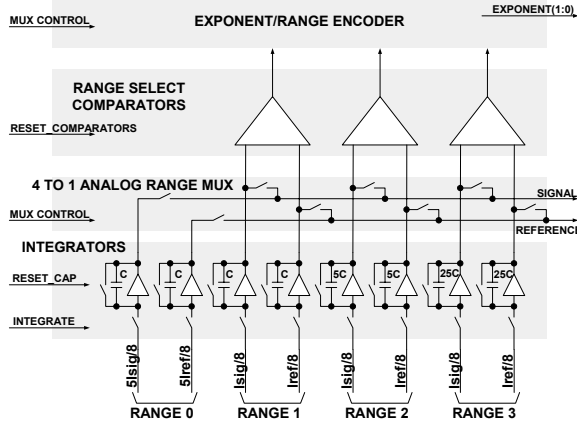 MUX CONTROL
EXPONENT/RANGE ENCODER
EXPONENT(1:0)
RANGE SELECT
COMPARATORS
RESET_COMPARATORS
4 TO 1 ANALOG RANGE MUX
SIGNAL
MUX CONTROL
REFERENCE
INTEGRATORS
RESET_CAP
C C C C 5C 5C 25C 25C
INTEGRATE
5Isig/8 5Iref/8 Isig/8 Iref/8 Isig/8 Iref/8 Isig/8 Iref/8
RANGE 0 RANGE 1 RANGE 2 RANGE 3